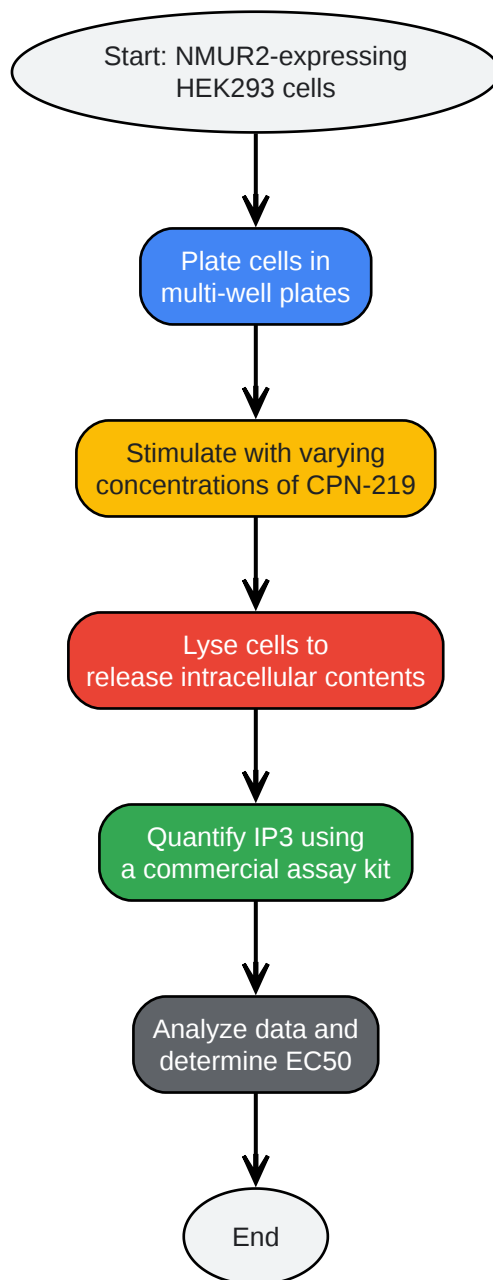 Start: NMUR2-expressing
HEK293 cells
Plate cells in
multi-well plates
Stimulate with varying
concentrations of CPN-219
Lyse cells to
release intracellular contents
Quantify IP3 using
a commercial assay kit
Analyze data and
determine EC50
End